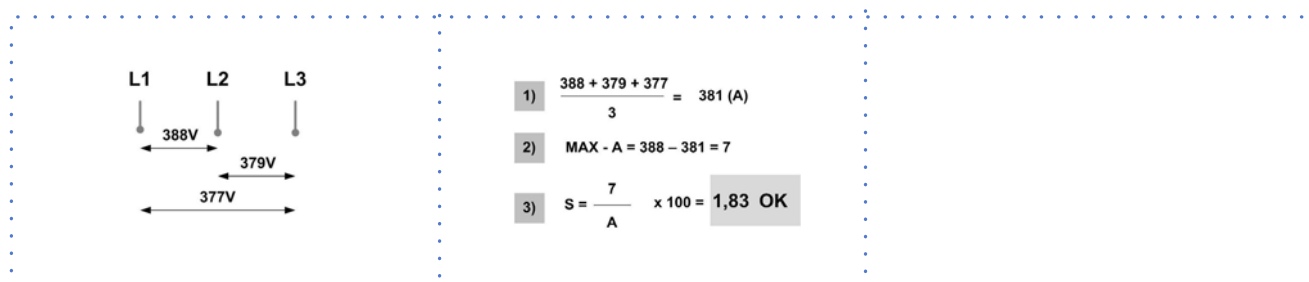 L1 L2 L3
388V
379V
377V
1) 388 + 379 + 377
3
= 381 (A)
2) MAX - A = 388 – 381 = 7
3) S = 7
A
x 100 = 1,83 OK